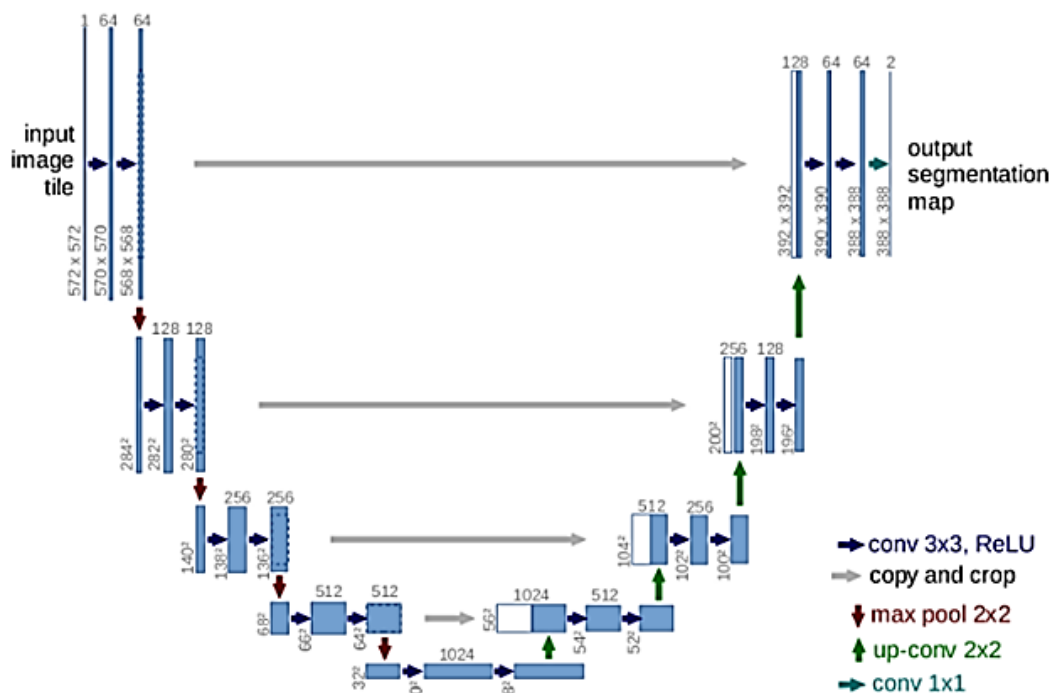 1 64 64
128 64 64 2
input
image
tile
output
segmentation
map
572 x 572
570 x 570
568 x 568
392 x 392
390 x 390
388 x 388
388 x 388
128 128
256 128
284²
282²
280²
200²
198²
196²
256 256
512 256
140²
138²
136²
104²
102²
100²
512 512
1024 512
68²
66²
64²
56²
54²
52²
1024
32²
conv 3x3, ReLU
copy and crop
max pool 2x2
up-conv 2x2
conv 1x1